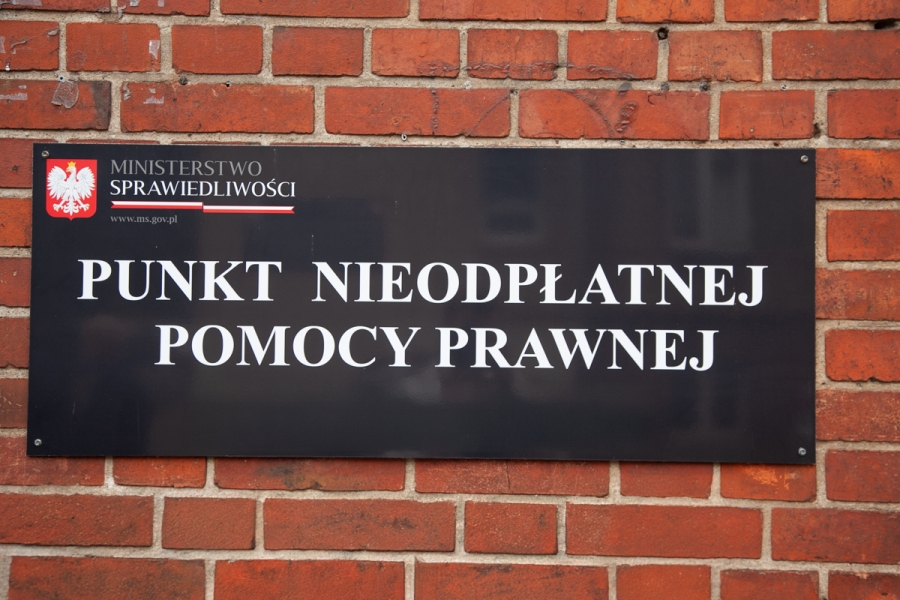 MINISTERSTWO
SPRAWIEDLIWOŚCI
www.ms.gov.pl
PUNKT NIEODPŁATNEJ
POMOCY PRAWNEJ